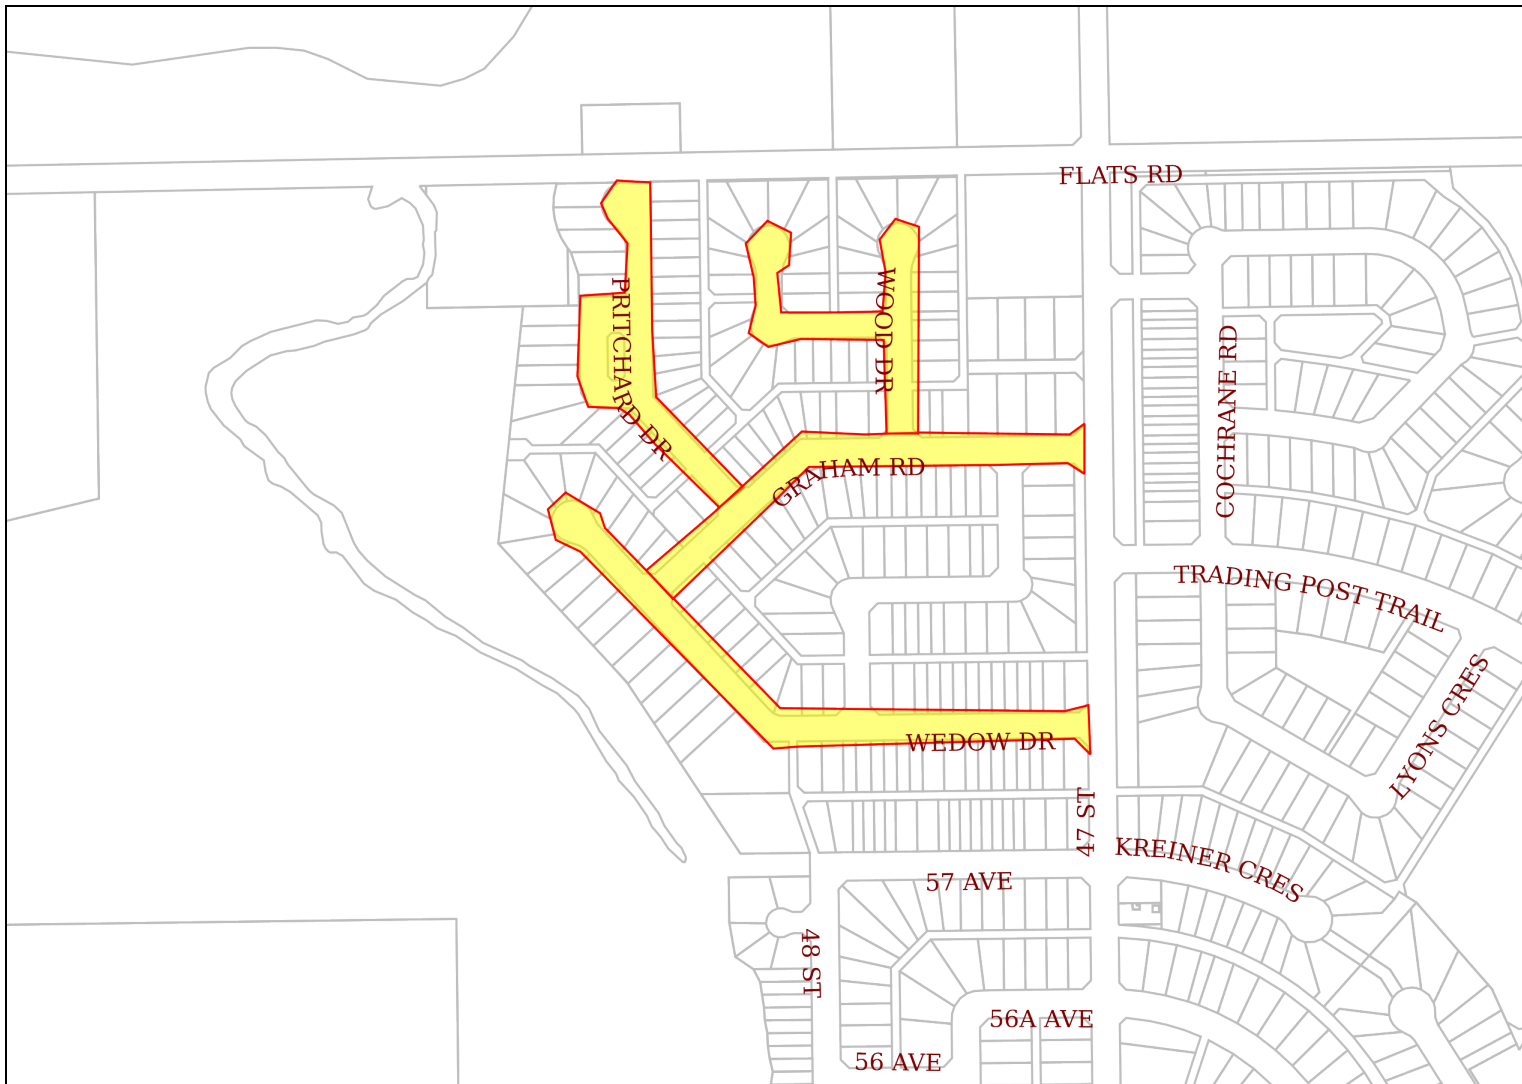 FLATS RD
PRITCHARD DR
WOOD DR
COCHRANE RD
GRAHAM RD
TRADING POST TRAIL
LYONS CRES
WEDOW DR
47 ST
KREINER CRES
57 AVE
48 ST
56A AVE
56 AVE